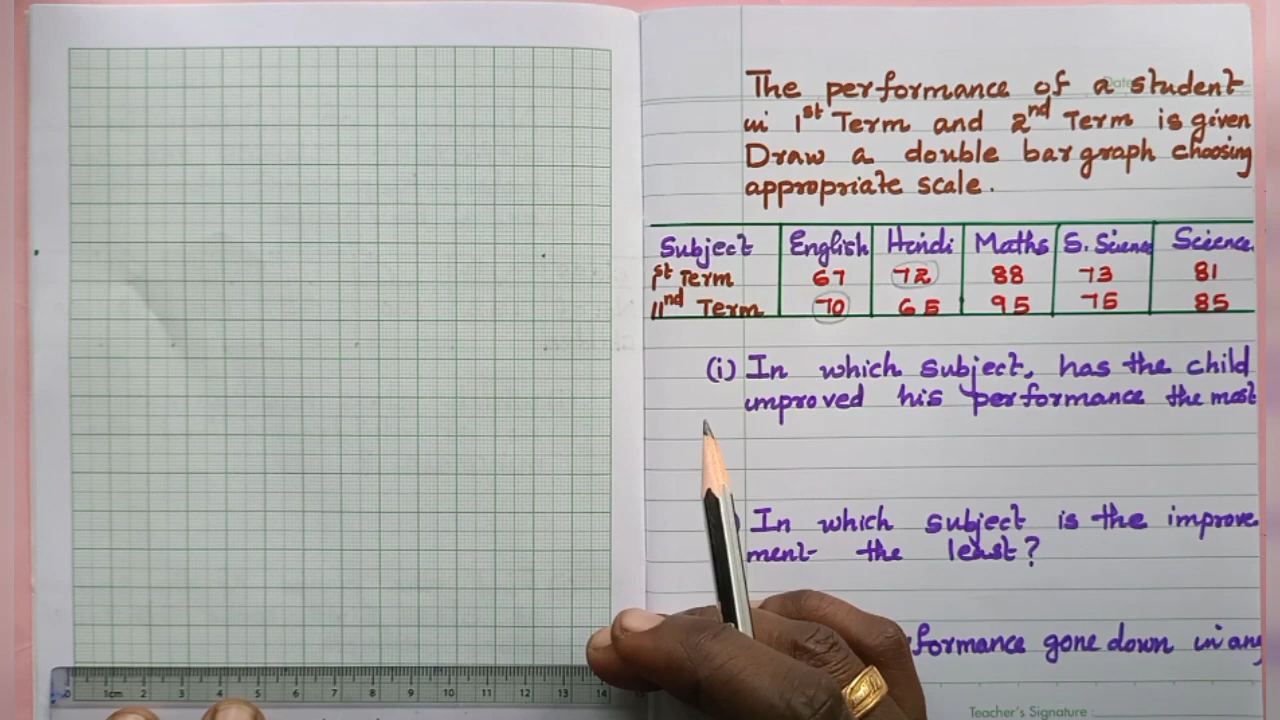 The performance of a student
in 1st Term and 2nd Term is given
Draw a double bar graph choosing
appropriate scale.
Subject English Hindi Maths S. Science Science
Ist Term 67 72 88 73 81
IInd Term 70 65 95 75 85
(i) In which subject, has the child
improved his performance the most
In which subject is the improve
ment the least?
formance gone down in any
0 1cm 2 3 4 5 6 7 8 9 10 11 12 13 14
Teacher's Signature :